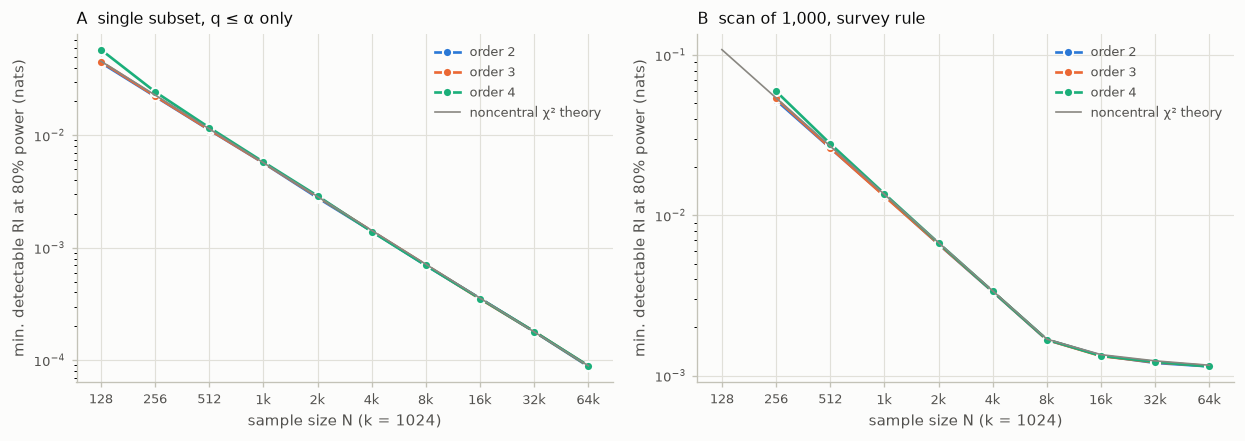 A  single subset, q ≤ α only
min. detectable RI at 80% power (nats)
10⁻²
10⁻³
10⁻⁴
order 2
order 3
order 4
noncentral χ² theory
128 256 512 1k 2k 4k 8k 16k 32k 64k
sample size N (k = 1024)
B  scan of 1,000, survey rule
min. detectable RI at 80% power (nats)
10⁻¹
10⁻²
10⁻³
order 2
order 3
order 4
noncentral χ² theory
128 256 512 1k 2k 4k 8k 16k 32k 64k
sample size N (k = 1024)